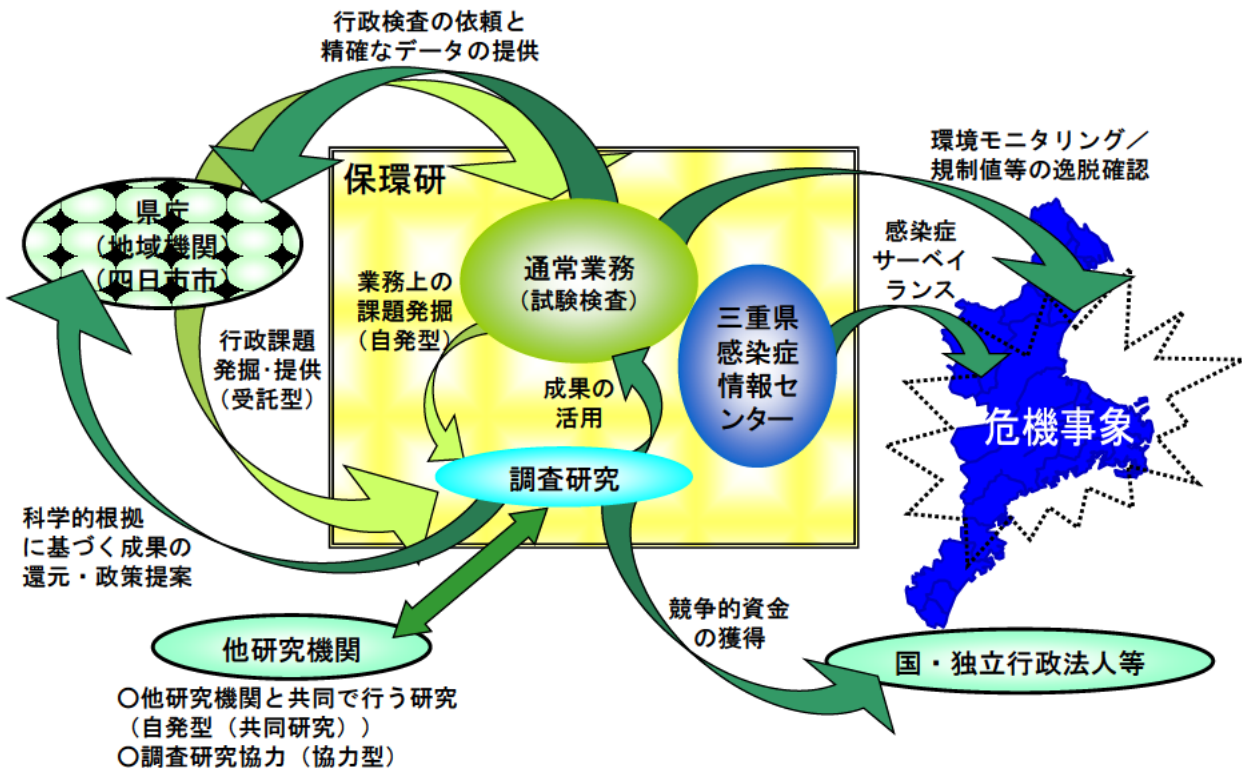 行政検査の依頼と
精確なデータの提供
保環研
環境モニタリング／
規制値等の逸脱確認
県庁
（地域機関）
（四日市市）
通常業務
（試験検査）
感染症
サーベイ
ランス
業務上の
課題発掘
（自発型）
三重県
感染症
情報セ
ンター
行政課題
発掘・提供
（受託型）
成果の
活用
危機事象
調査研究
科学的根拠
に基づく成果の
還元・政策提案
競争的資金
の獲得
他研究機関
国・独立行政法人等
〇他研究機関と共同で行う研究
（自発型（共同研究））
〇調査研究協力（協力型）